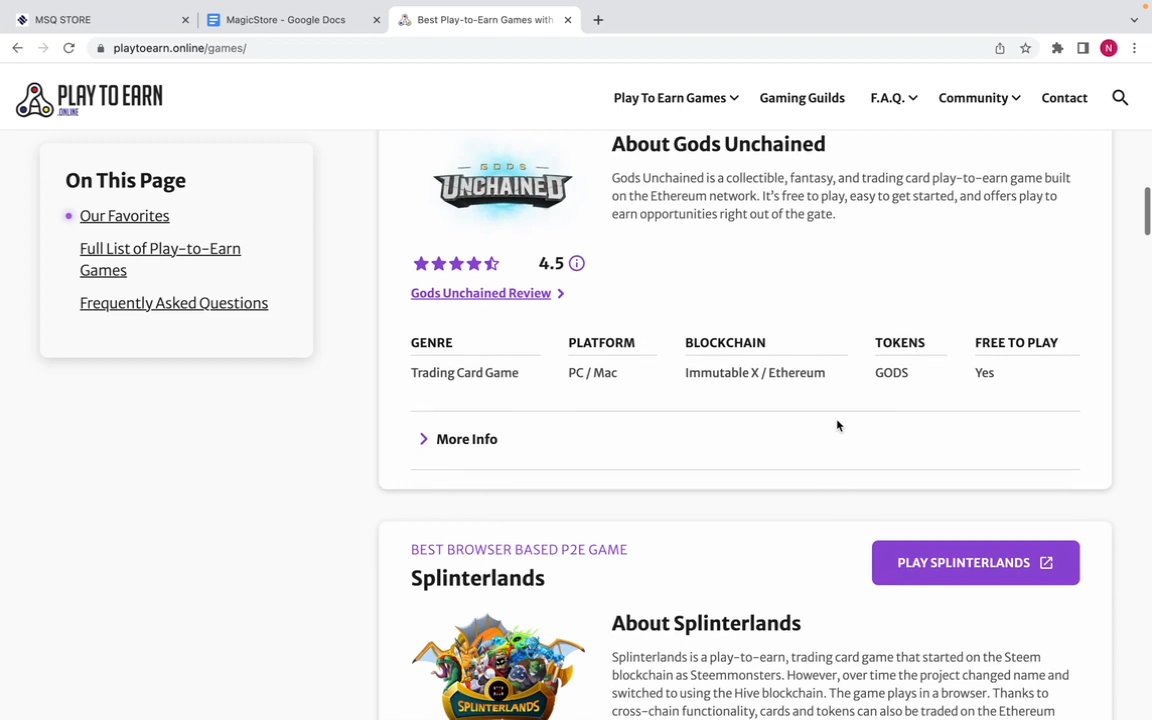 MSQ STORE
MagicStore - Google Docs
Best Play-to-Earn Games with
playtoearn.online/games/
N
PLAY TO EARN
.ONLINE
Play To Earn Games
Gaming Guilds
F.A.Q.
Community
Contact
On This Page
Our Favorites
Full List of Play-to-Earn
Games
Frequently Asked Questions
GODS
UNCHAINED
About Gods Unchained
Gods Unchained is a collectible, fantasy, and trading card play-to-earn game built
on the Ethereum network. It's free to play, easy to get started, and offers play to
earn opportunities right out of the gate.
4.5
Gods Unchained Review
GENRE
PLATFORM
BLOCKCHAIN
TOKENS
FREE TO PLAY
Trading Card Game
PC / Mac
Immutable X / Ethereum
GODS
Yes
More Info
BEST BROWSER BASED P2E GAME
Splinterlands
PLAY SPLINTERLANDS
SPLINTERLANDS
About Splinterlands
Splinterlands is a play-to-earn, trading card game that started on the Steem
blockchain as Steemmonsters. However, over time the project changed name and
switched to using the Hive blockchain. The game plays in a browser. Thanks to
cross-chain functionality, cards and tokens can also be traded on the Ethereum